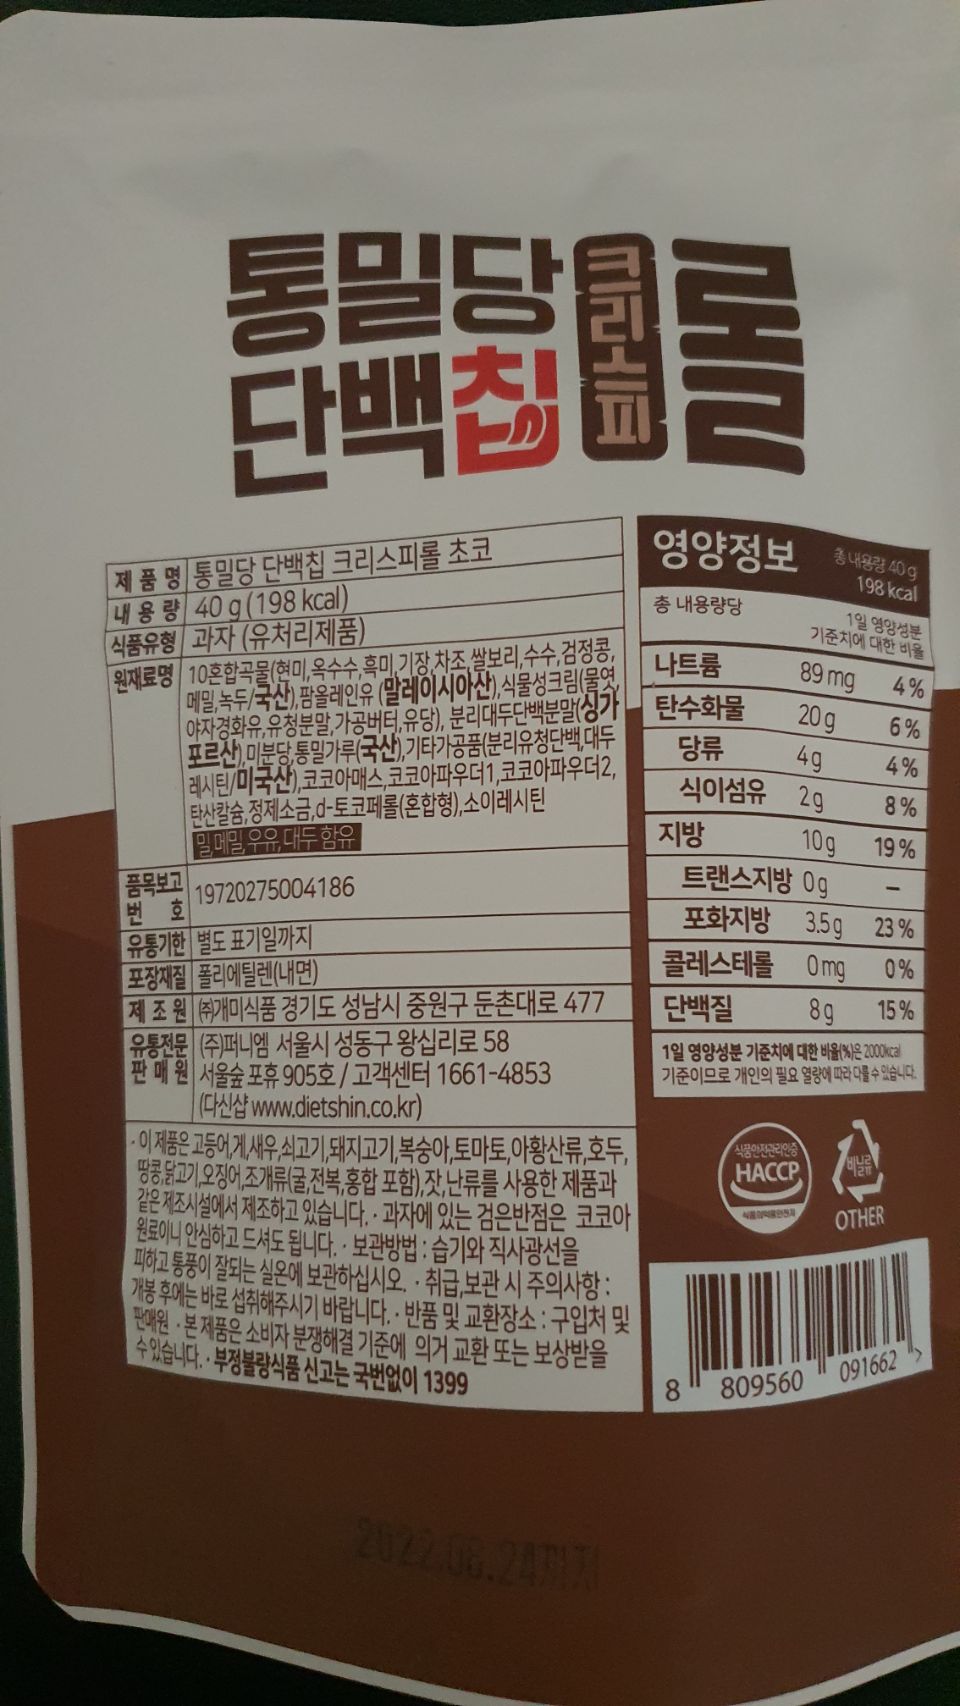 통밀당 크리스피 롤
단백칩
제 품 명 통밀당 단백칩 크리스피롤 초코
내 용 량 40 g (198 kcal)
식품유형 과자 (유처리제품)
원재료명 10혼합곡물(현미,옥수수,흑미,기장,차조,쌀보리,수수,검정콩,
메밀,녹두/국산),팜올레인유 (말레이시아산),식물성크림(물엿,
야자경화유,유청분말,가공버터,유당), 분리대두단백분말(싱가
포르산),미분당,통밀가루(국산),기타가공품(분리유청단백,대두
레시틴/미국산),코코아매스,코코아파우더1,코코아파우더2,
탄산칼슘,정제소금,d-토코페롤(혼합형),소이레시틴
밀,메밀,우유,대두 함유
품목보고
번 호 19720275004186
유통기한 별도 표기일까지
포장재질 폴리에틸렌(내면)
제 조 원 ㈜개미식품 경기도 성남시 중원구 둔촌대로 477
유통전문 (주)퍼니엠 서울시 성동구 왕십리로 58
판 매 원 서울숲 포휴 905호 / 고객센터 1661-4853
(다신샵 www.dietshin.co.kr)
· 이 제품은 고등어,게,새우,쇠고기,돼지고기,복숭아,토마토,아황산류,호두,
땅콩,닭고기,오징어,조개류(굴,전복,홍합 포함),잣,난류를 사용한 제품과
같은 제조시설에서 제조하고 있습니다. · 과자에 있는 검은반점은 코코아
원료이니 안심하고 드셔도 됩니다. · 보관방법 : 습기와 직사광선을
피하고 통풍이 잘되는 실온에 보관하십시오. · 취급,보관 시 주의사항 :
개봉 후에는 바로 섭취해주시기 바랍니다. · 반품 및 교환장소 : 구입처 및
판매원 · 본 제품은 소비자 분쟁해결 기준에 의거 교환 또는 보상받을
수 있습니다. · 부정불량식품 신고는 국번없이 1399
영양정보 총 내용량 40 g
198 kcal
총 내용량당 1일 영양성분
기준치에 대한 비율
나트륨 89 mg 4 %
탄수화물 20 g 6 %
당류 4 g 4 %
식이섬유 2 g 8 %
지방 10 g 19 %
트랜스지방 0 g –
포화지방 3.5 g 23 %
콜레스테롤 0 mg 0 %
단백질 8 g 15 %
1일 영양성분 기준치에 대한 비율(%)은 2000kcal
기준이므로 개인의 필요 열량에 따라 다를 수 있습니다.
식품안전관리인증
HACCP
식품의약품안전처
비닐류
OTHER
8 809560 091662 >
2022.08.24까지